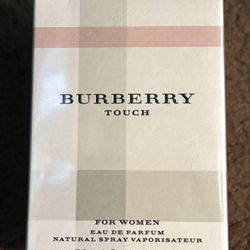 BURBERRY
TOUCH
FOR WOMEN
EAU DE PARFUM
NATURAL SPRAY VAPORISATEUR